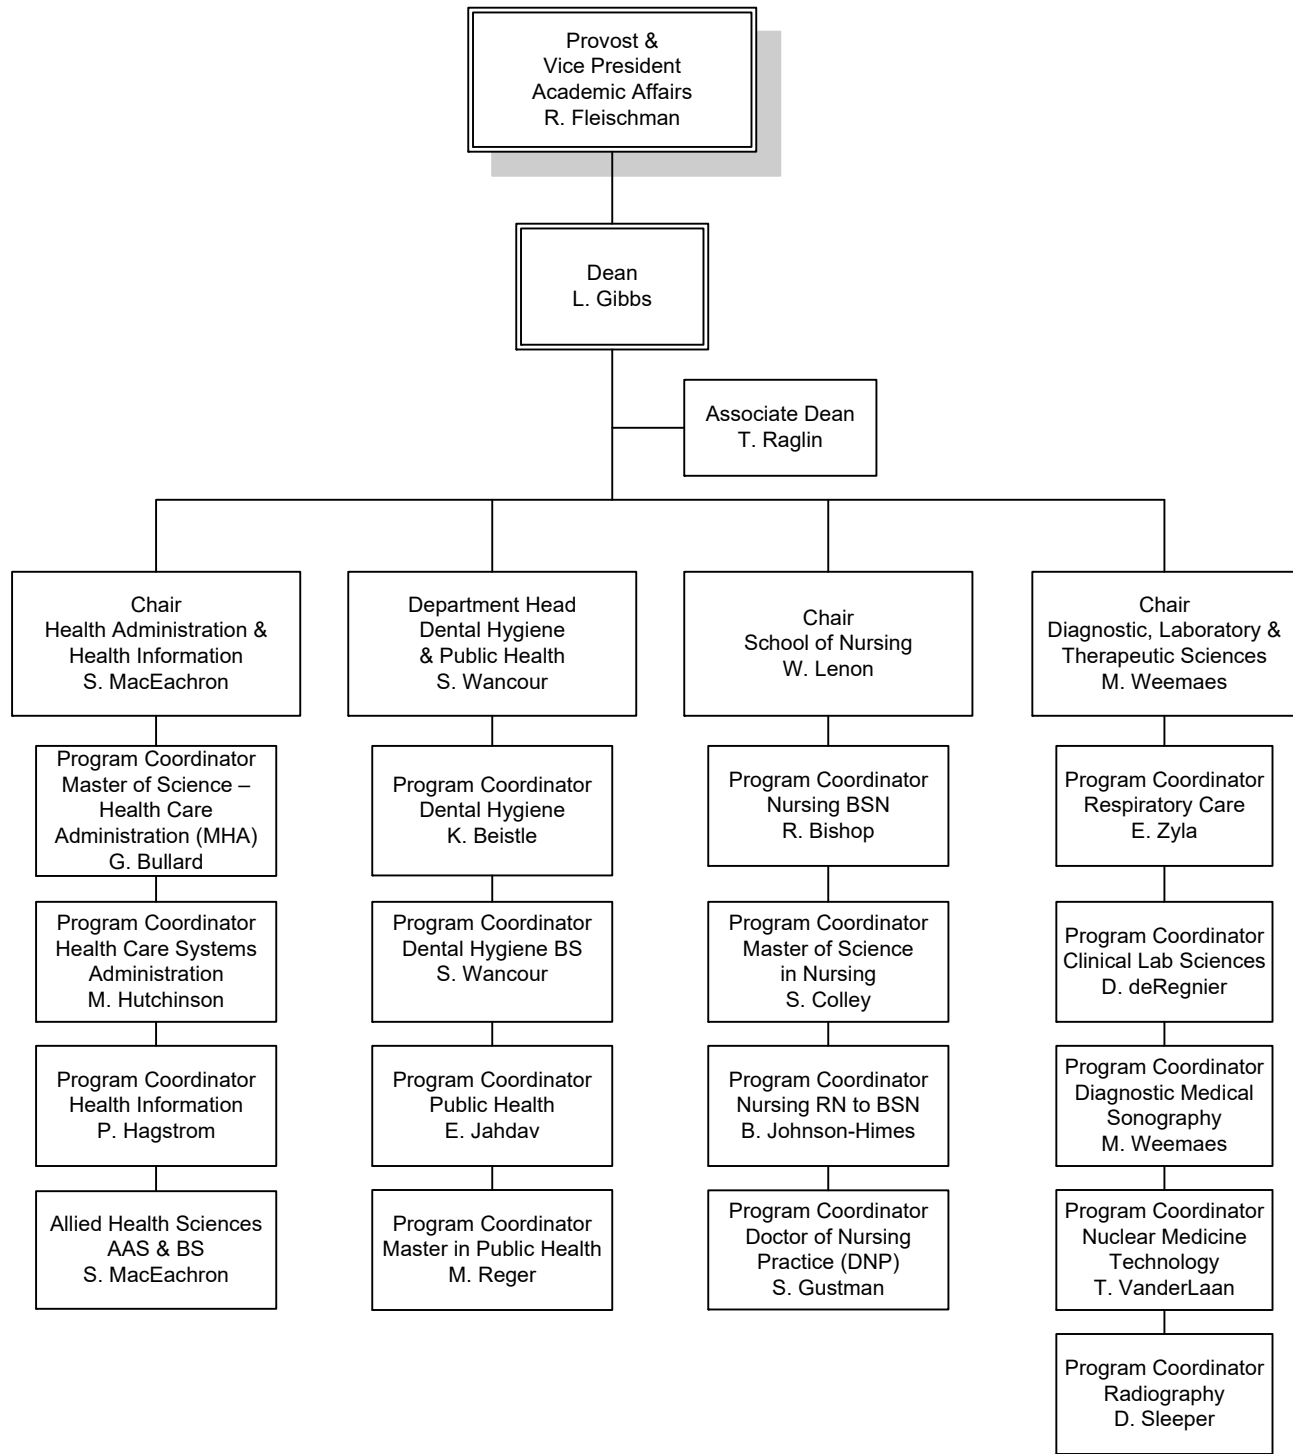 Provost &
Vice President
Academic Affairs
R. Fleischman
Dean
L. Gibbs
Associate Dean
T. Raglin
Chair
Health Administration &
Health Information
S. MacEachron
Department Head
Dental Hygiene
& Public Health
S. Wancour
Chair
School of Nursing
W. Lenon
Chair
Diagnostic, Laboratory &
Therapeutic Sciences
M. Weemaes
Program Coordinator
Master of Science –
Health Care
Administration (MHA)
G. Bullard
Program Coordinator
Health Care Systems
Administration
M. Hutchinson
Program Coordinator
Health Information
P. Hagstrom
Allied Health Sciences
AAS & BS
S. MacEachron
Program Coordinator
Dental Hygiene
K. Beistle
Program Coordinator
Dental Hygiene BS
S. Wancour
Program Coordinator
Public Health
E. Jahdav
Program Coordinator
Master in Public Health
M. Reger
Program Coordinator
Nursing BSN
R. Bishop
Program Coordinator
Master of Science
in Nursing
S. Colley
Program Coordinator
Nursing RN to BSN
B. Johnson-Himes
Program Coordinator
Doctor of Nursing
Practice (DNP)
S. Gustman
Program Coordinator
Respiratory Care
E. Zyla
Program Coordinator
Clinical Lab Sciences
D. deRegnier
Program Coordinator
Diagnostic Medical
Sonography
M. Weemaes
Program Coordinator
Nuclear Medicine
Technology
T. VanderLaan
Program Coordinator
Radiography
D. Sleeper